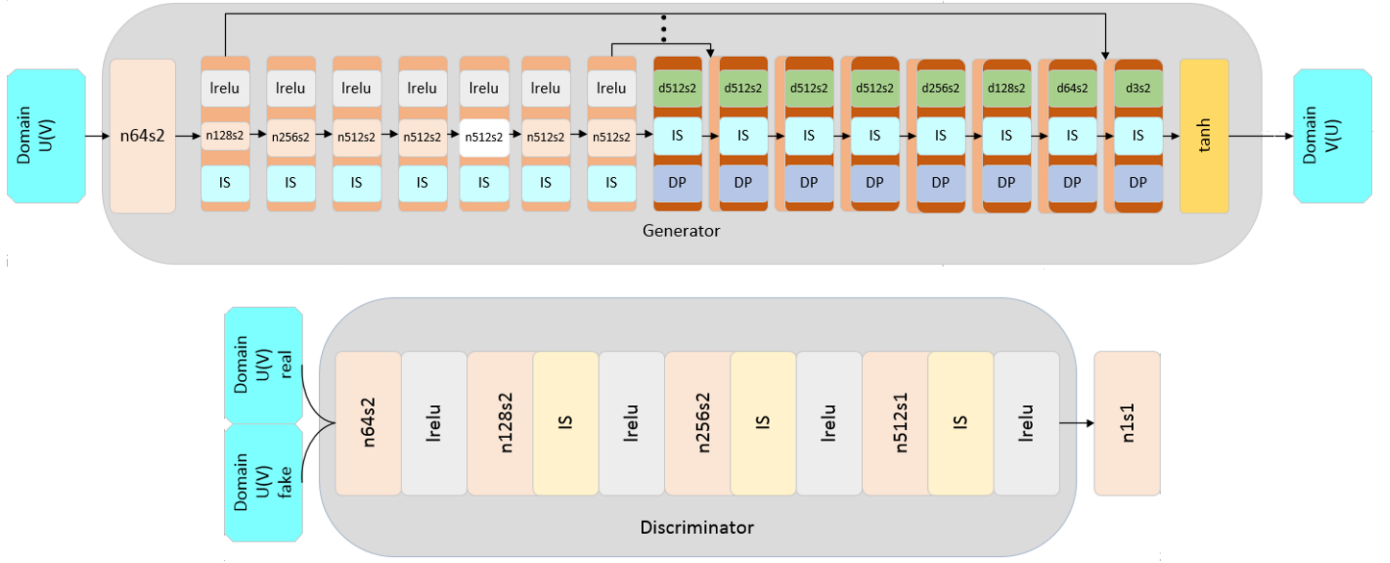 Domain
U(V)
n64s2
lrelu
n128s2
IS
lrelu
n256s2
IS
lrelu
n512s2
IS
lrelu
n512s2
IS
lrelu
n512s2
IS
lrelu
n512s2
IS
lrelu
n512s2
IS
d512s2
IS
DP
d512s2
IS
DP
d512s2
IS
DP
d512s2
IS
DP
d256s2
IS
DP
d128s2
IS
DP
d64s2
IS
DP
d3s2
IS
DP
tanh
Domain
V(U)
Generator
Domain
U(V)
real
Domain
U(V)
fake
n64s2
lrelu
n128s2
IS
lrelu
n256s2
IS
lrelu
n512s1
IS
lrelu
n1s1
Discriminator